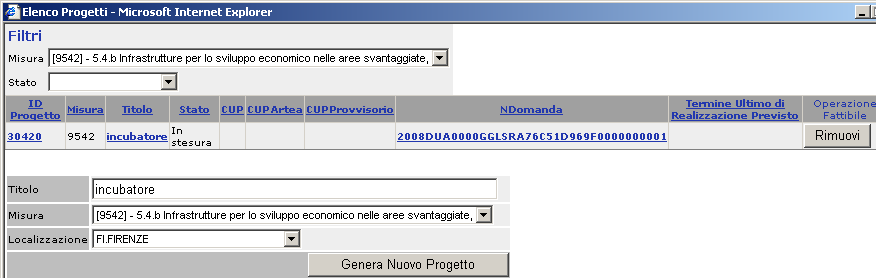 Elenco Progetti - Microsoft Internet Explorer
Filtri
Misura [9542] - 5.4.b Infrastrutture per lo sviluppo economico nelle aree svantaggiate,
Stato
ID Progetto Misura Titolo Stato CUP CUPArtea CUPProvvisorio NDomanda Termine Ultimo di Realizzazione Previsto Operazione Fattibile
30420 9542 incubatore In stesura 2008DUA0000GGLSRA76C51D969F0000000001 Rimuovi
Titolo incubatore
Misura [9542] - 5.4.b Infrastrutture per lo sviluppo economico nelle aree svantaggiate,
Localizzazione FI.FIRENZE
Genera Nuovo Progetto